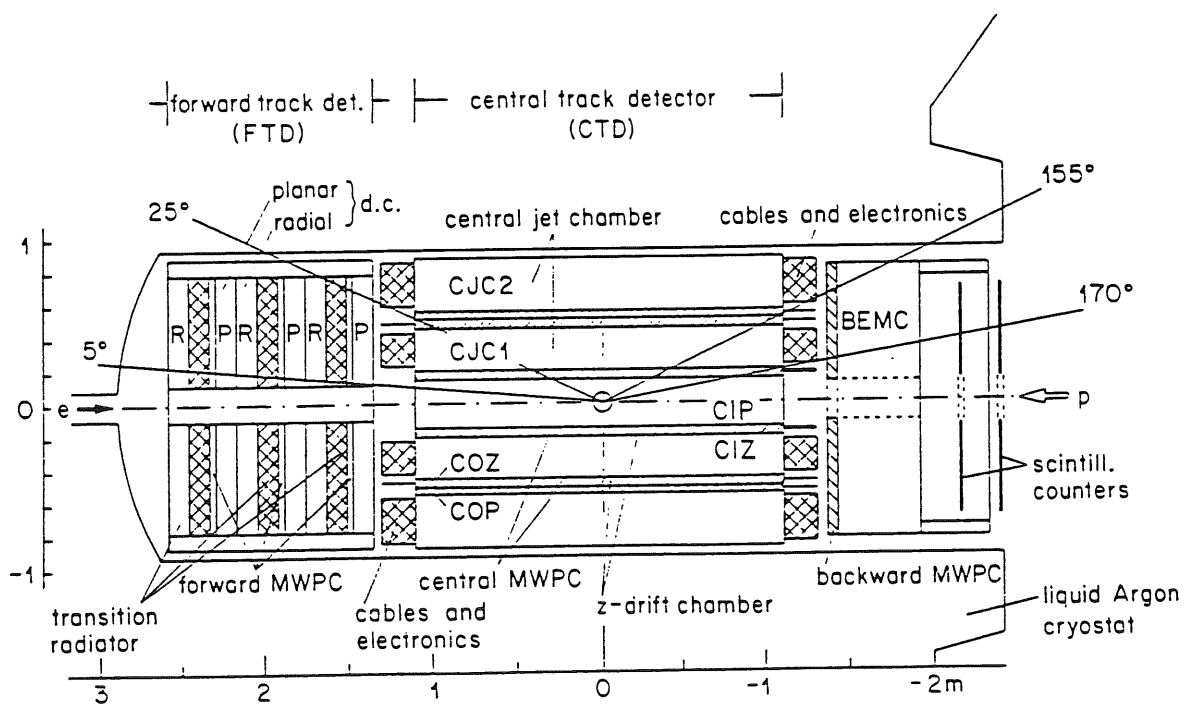 forward track det.
(FTD)
central track detector
(CTD)
planar
radial
d.c.
25°
155°
central jet chamber
cables and electronics
1
CJC2
170°
BEMC
R P R P R P
CJC1
5°
0 e
CIP
p
CIZ
COZ
scintill.
counters
COP
-1
forward MWPC
central MWPC
backward MWPC
transition
radiator
cables and
electronics
z-drift chamber
liquid Argon
cryostat
3 2 1 0 -1 -2m